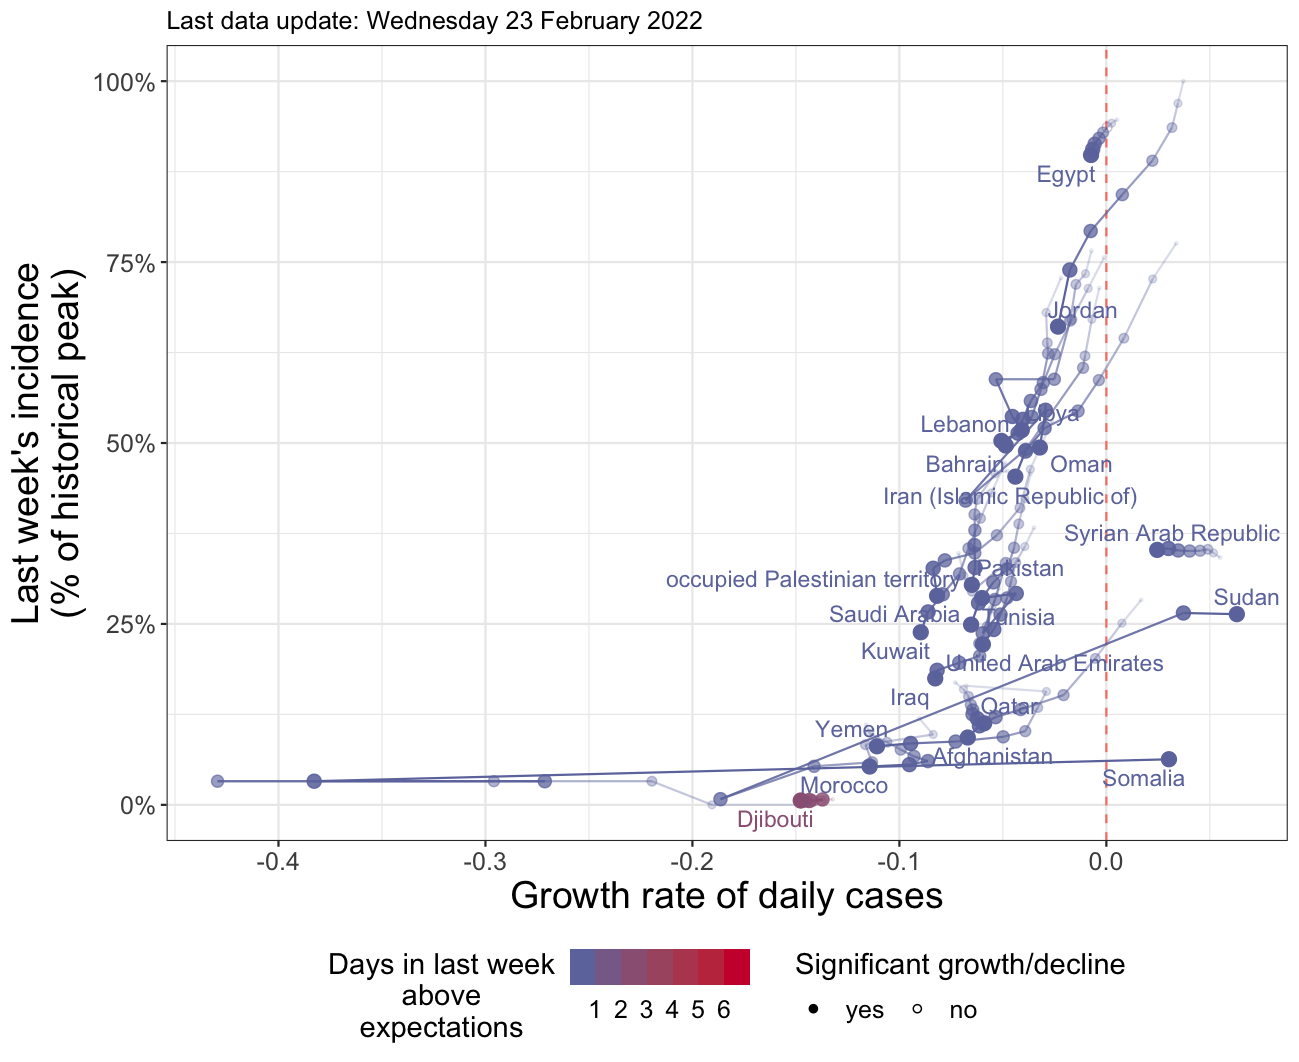 Last data update: Wednesday 23 February 2022
100%
75%
50%
25%
0%
Last week's incidence
(% of historical peak)
Egypt
Jordan
Libya
Lebanon
Bahrain
Oman
Iran (Islamic Republic of)
Syrian Arab Republic
Pakistan
occupied Palestinian territory
Sudan
Saudi Arabia
Tunisia
Kuwait
United Arab Emirates
Iraq
Qatar
Yemen
Afghanistan
Somalia
Morocco
Djibouti
-0.4 -0.3 -0.2 -0.1 0.0
Growth rate of daily cases
Days in last week
above
expectations
1 2 3 4 5 6
Significant growth/decline
yes no